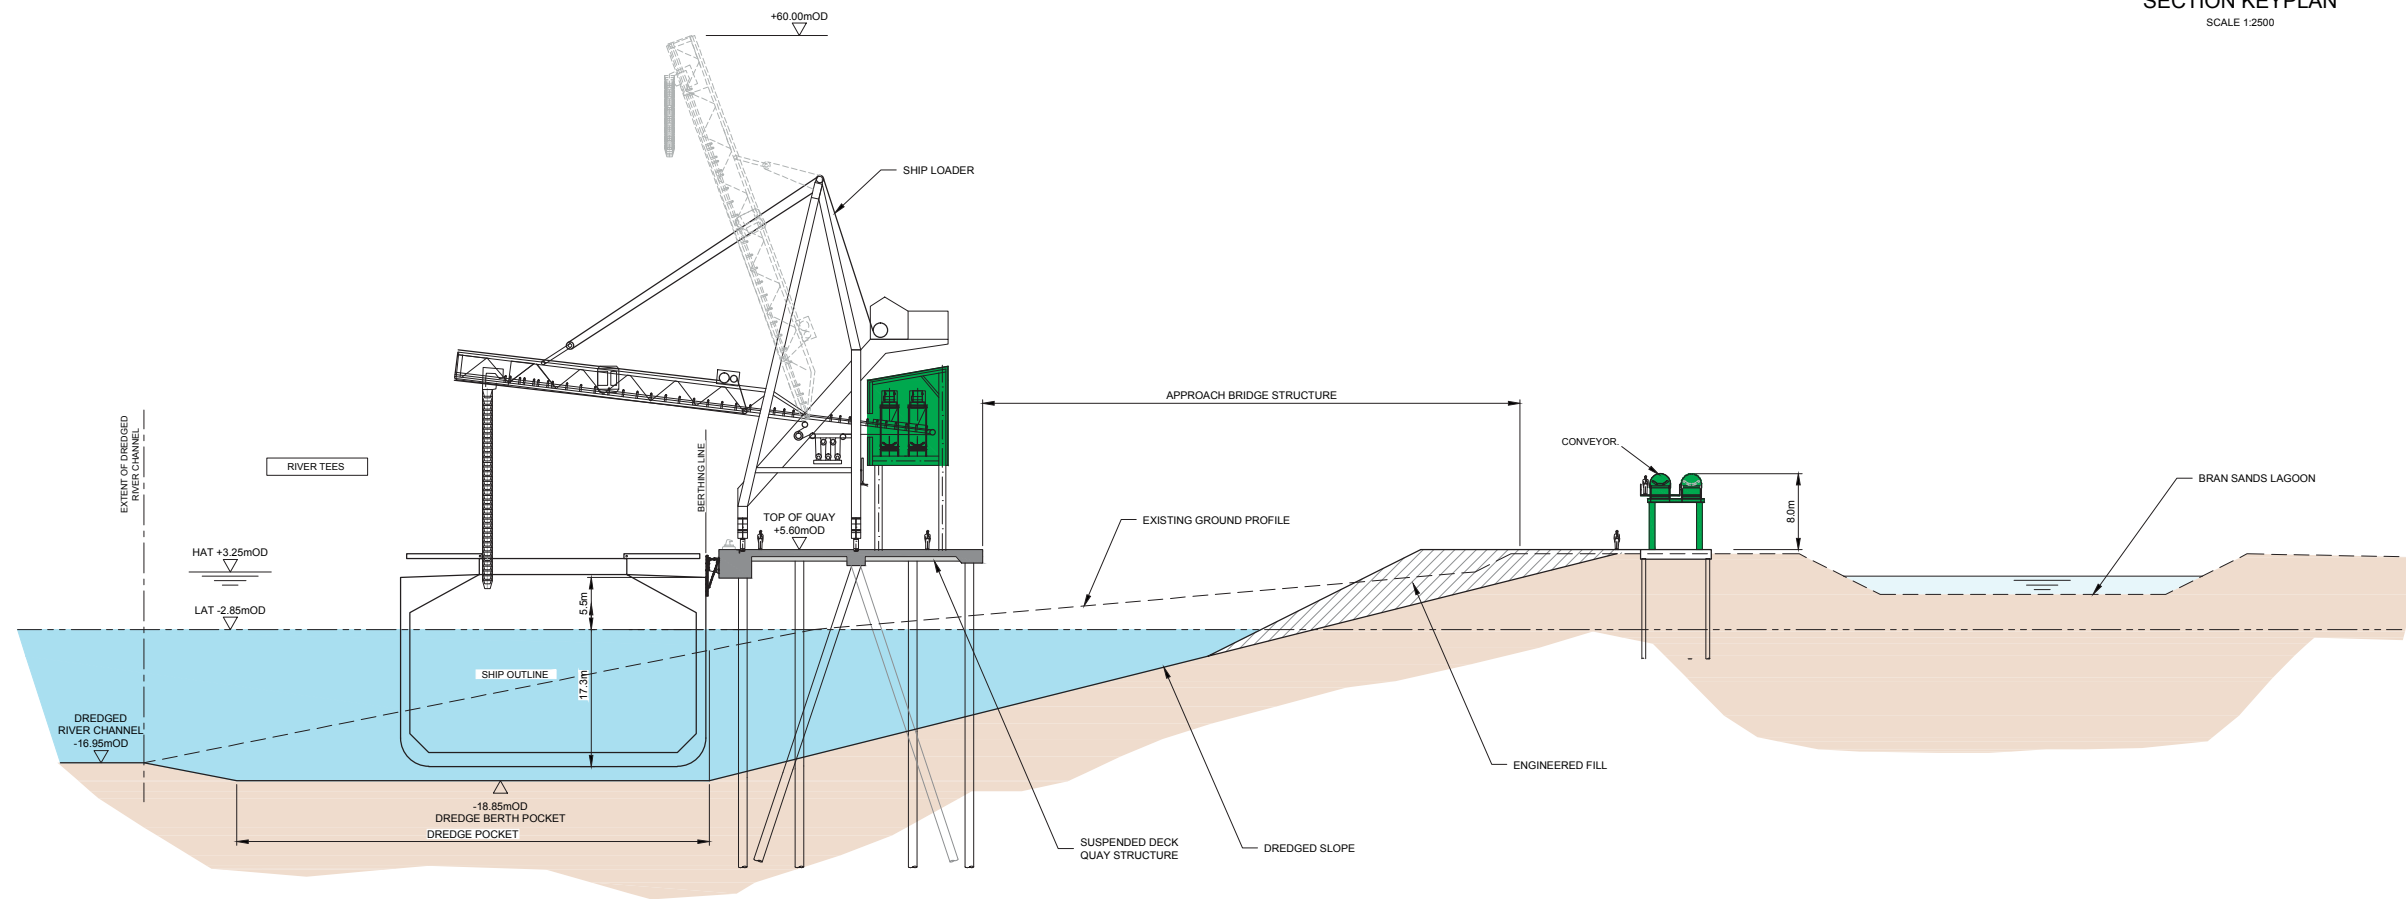 SECTION KEYPLAN
SCALE 1:2500
+60.00mOD
SHIP LOADER
APPROACH BRIDGE STRUCTURE
EXTENT OF DREDGED
RIVER CHANNEL
RIVER TEES
BERTHING LINE
CONVEYOR.
BRAN SANDS LAGOON
8.0m
TOP OF QUAY
+5.60mOD
EXISTING GROUND PROFILE
HAT +3.25mOD
LAT -2.85mOD
5.5m
SHIP OUTLINE
17.3m
DREDGED
RIVER CHANNEL
-16.95mOD
ENGINEERED FILL
-18.85mOD
DREDGE BERTH POCKET
DREDGE POCKET
SUSPENDED DECK
QUAY STRUCTURE
DREDGED SLOPE